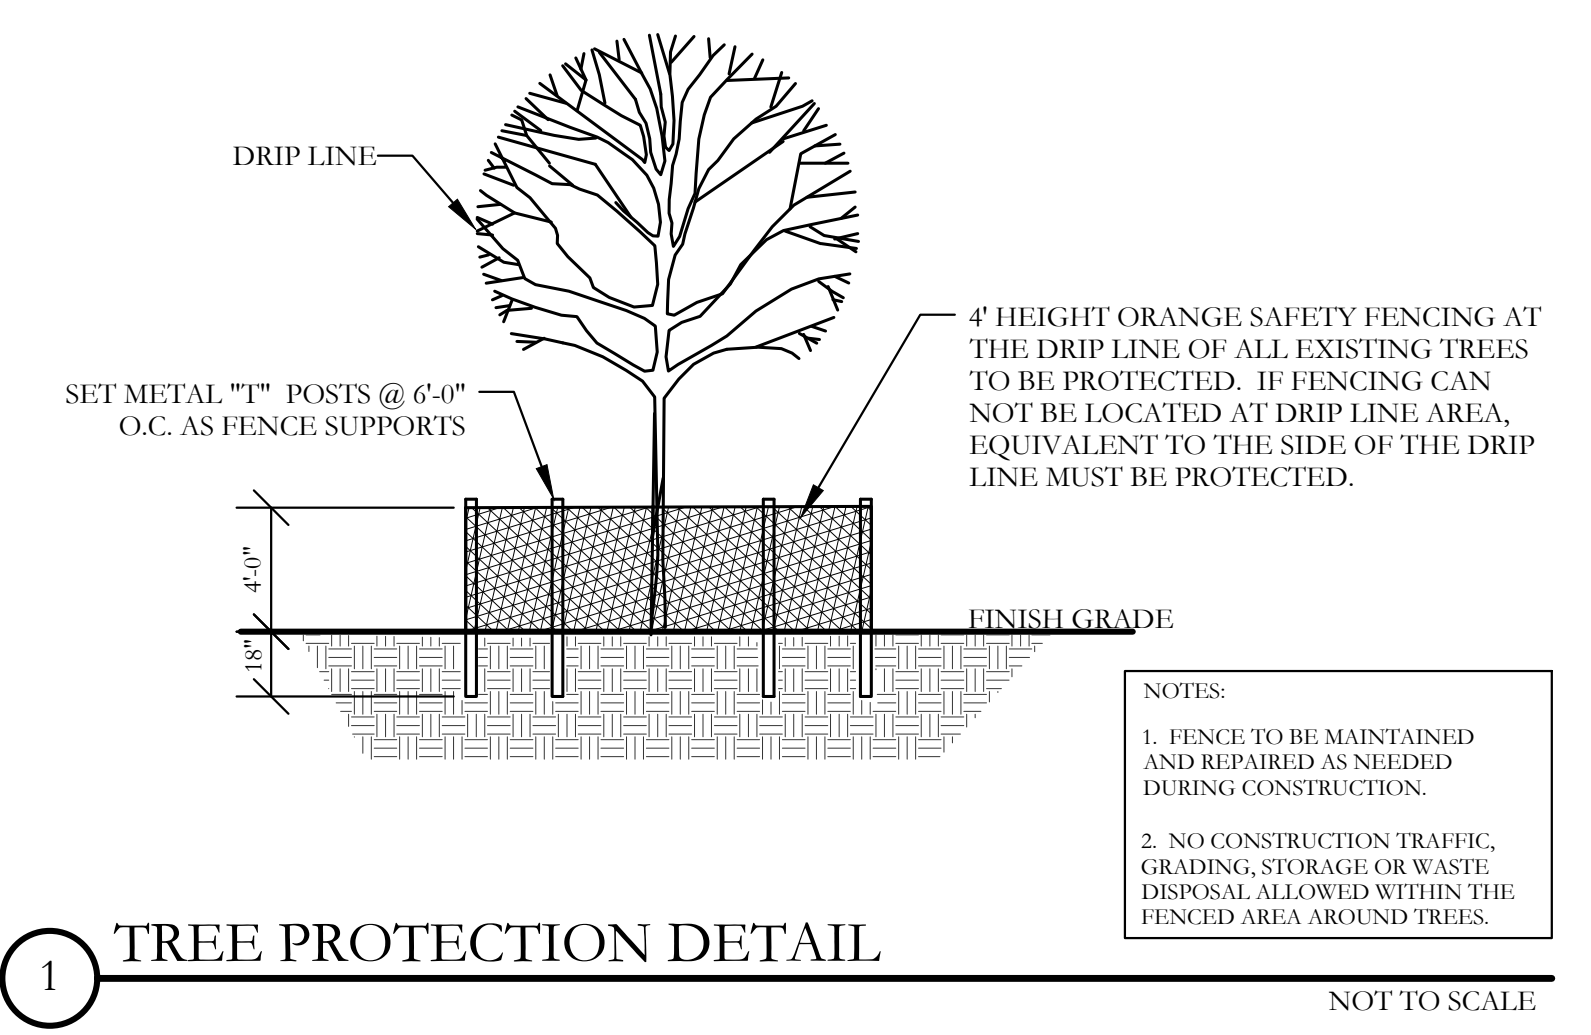 DRIP LINE
4' HEIGHT ORANGE SAFETY FENCING AT
THE DRIP LINE OF ALL EXISTING TREES
TO BE PROTECTED. IF FENCING CAN
NOT BE LOCATED AT DRIP LINE AREA,
EQUIVALENT TO THE SIDE OF THE DRIP
LINE MUST BE PROTECTED.
SET METAL "T" POSTS @ 6'-0"
O.C. AS FENCE SUPPORTS
4'-0"
18"
FINISH GRADE
NOTES:
1. FENCE TO BE MAINTAINED
AND REPAIRED AS NEEDED
DURING CONSTRUCTION.
2. NO CONSTRUCTION TRAFFIC,
GRADING, STORAGE OR WASTE
DISPOSAL ALLOWED WITHIN THE
FENCED AREA AROUND TREES.
1
TREE PROTECTION DETAIL
NOT TO SCALE